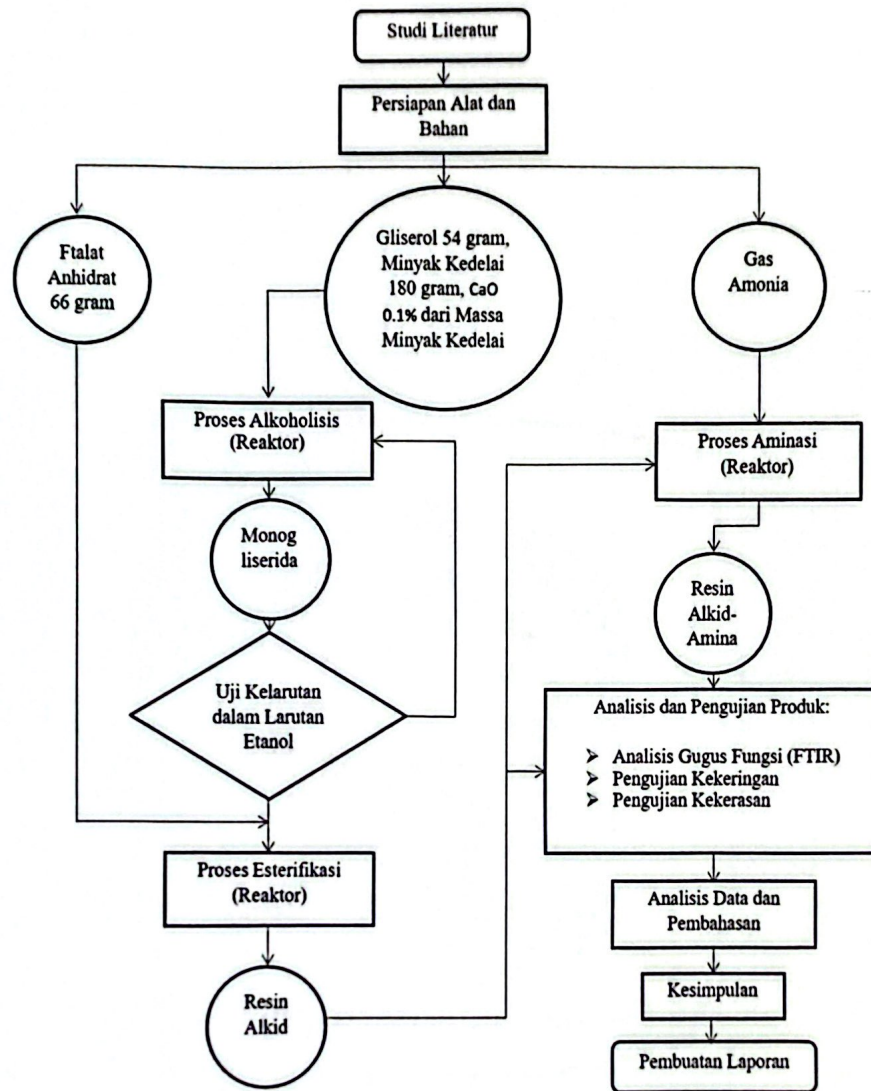 Studi Literatur
Persiapan Alat dan
Bahan
Ftalat
Anhidrat
66 gram
Gliserol 54 gram,
Minyak Kedelai
180 gram, CaO
0.1% dari Massa
Minyak Kedelai
Gas
Amonia
Proses Alkoholisis
(Reaktor)
Proses Aminasi
(Reaktor)
Monog
liserida
Resin
Alkid-
Amina
Uji Kelarutan
dalam Larutan
Etanol
Analisis dan Pengujian Produk:
➢ Analisis Gugus Fungsi (FTIR)
➢ Pengujian Kekeringan
➢ Pengujian Kekerasan
Proses Esterifikasi
(Reaktor)
Analisis Data dan
Pembahasan
Resin
Alkid
Kesimpulan
Pembuatan Laporan